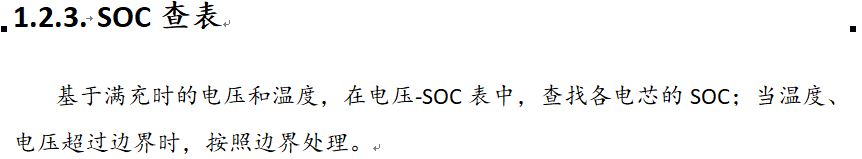 1.2.3. SOC 查表
基于满充时的电压和温度，在电压-SOC 表中，查找各电芯的 SOC；当温度、
电压超过边界时，按照边界处理。